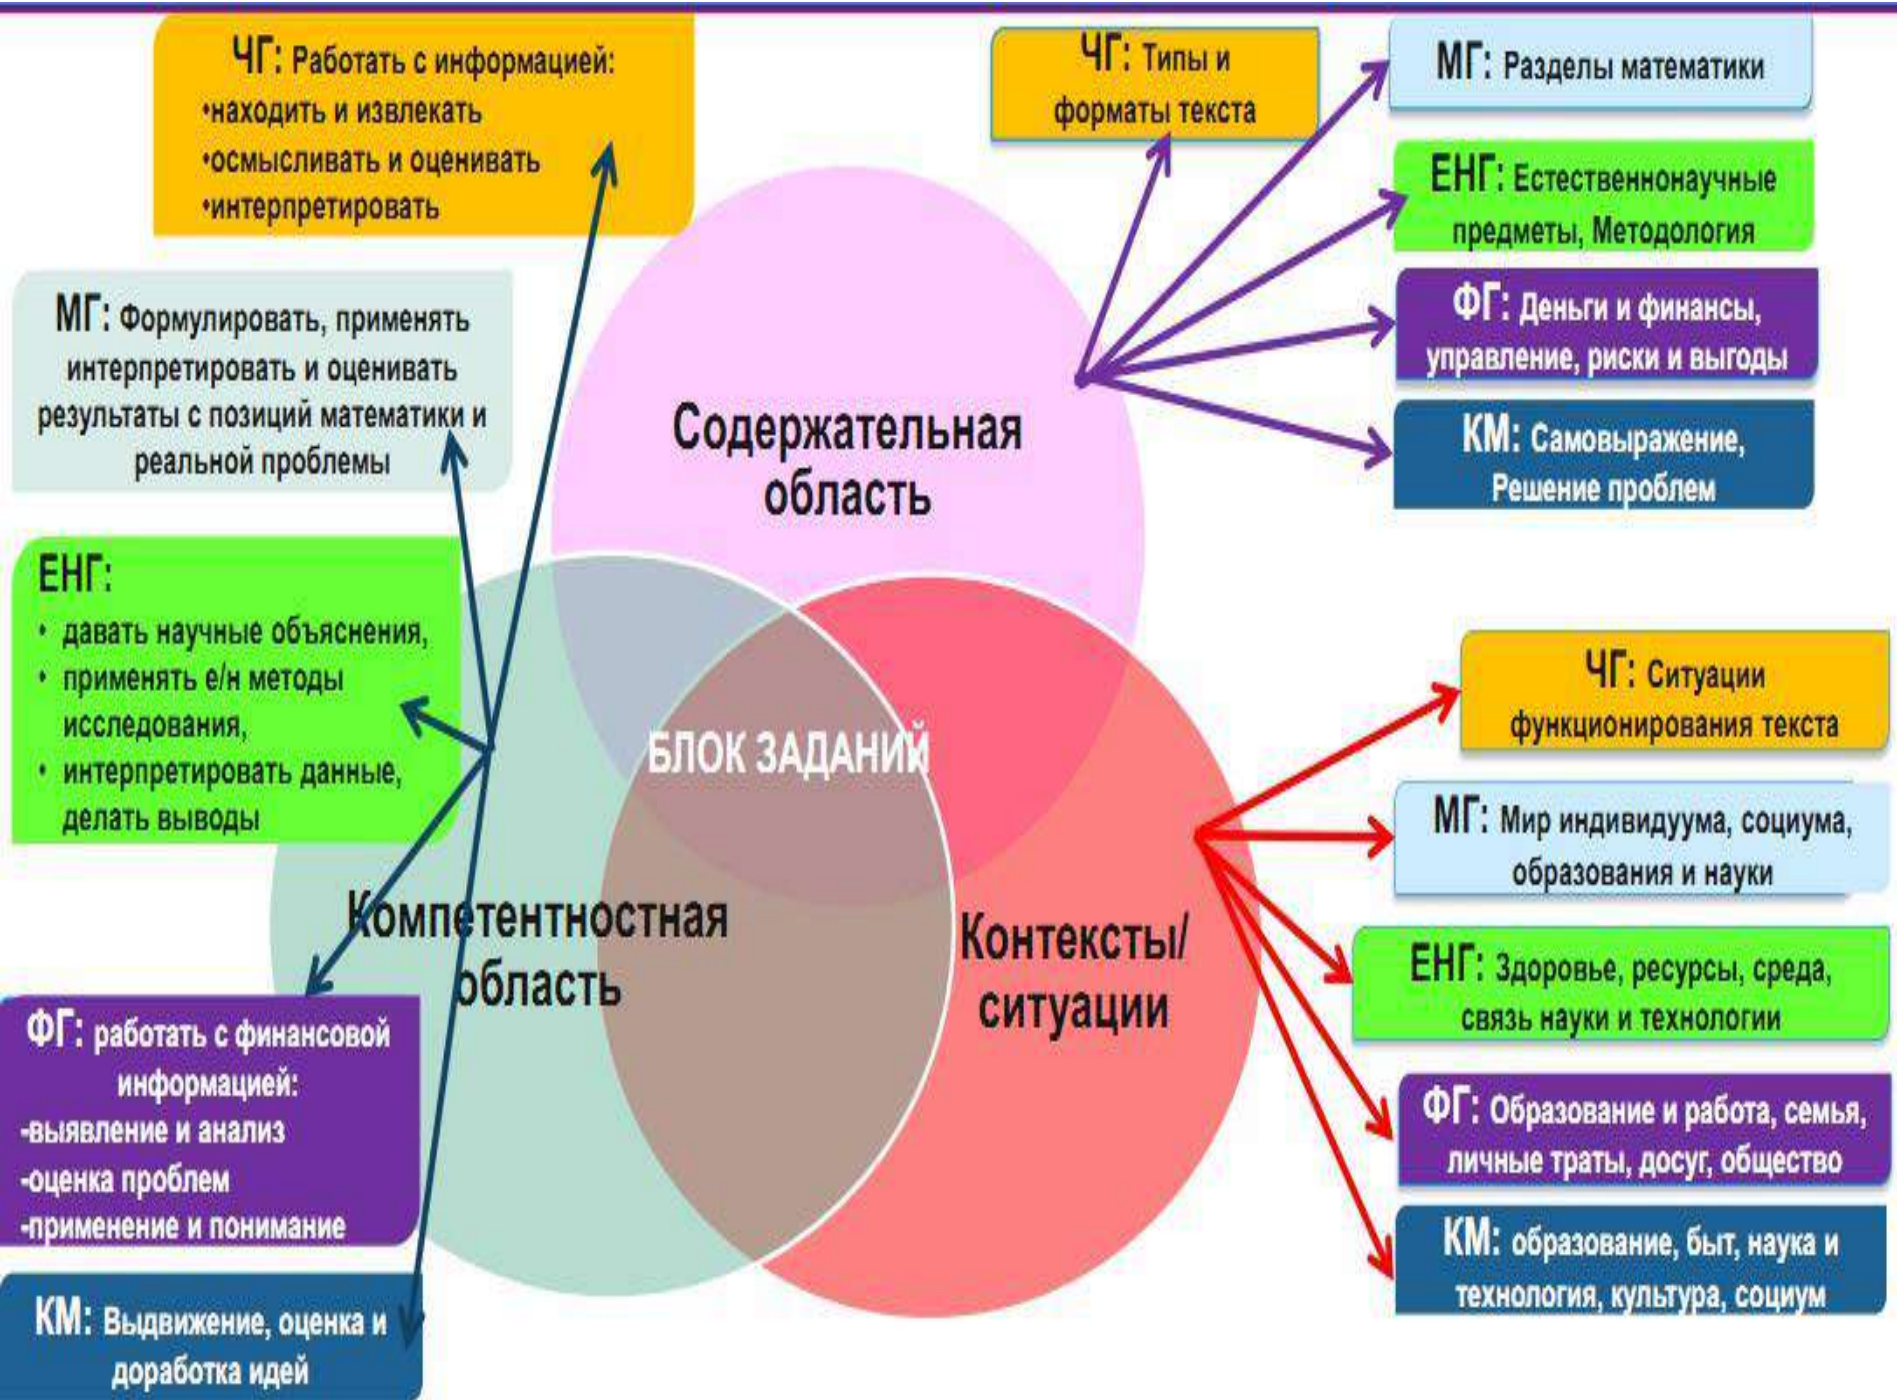 ЧГ: Работать с информацией:
•находить и извлекать
•осмысливать и оценивать
•интерпретировать
МГ: Формулировать, применять
интерпретировать и оценивать
результаты с позиций математики и
реальной проблемы
ЕНГ:
• давать научные объяснения,
• применять е/н методы
исследования,
• интерпретировать данные,
делать выводы
ФГ: работать с финансовой
информацией:
-выявление и анализ
-оценка проблем
-применение и понимание
КМ: Выдвижение, оценка и
доработка идей
Содержательная
область
БЛОК ЗАДАНИЙ
Компетентностная
область
Контексты/
ситуации
ЧГ: Типы и
форматы текста
МГ: Разделы математики
ЕНГ: Естественнонаучные
предметы, Методология
ФГ: Деньги и финансы,
управление, риски и выгоды
КМ: Самовыражение,
Решение проблем
ЧГ: Ситуации
функционирования текста
МГ: Мир индивидуума, социума,
образования и науки
ЕНГ: Здоровье, ресурсы, среда,
связь науки и технологии
ФГ: Образование и работа, семья,
личные траты, досуг, общество
КМ: образование, быт, наука и
технология, культура, социум